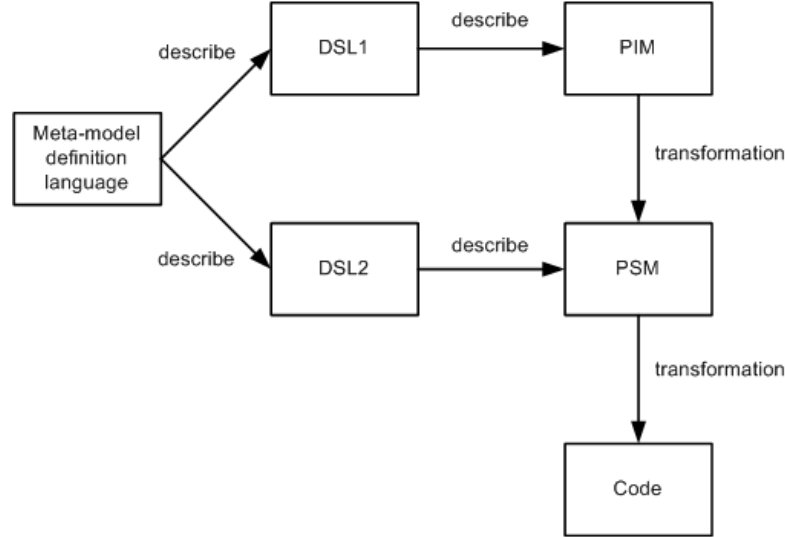 describe
DSL1
describe
PIM
Meta-model
definition
language
transformation
describe
DSL2
describe
PSM
transformation
Code